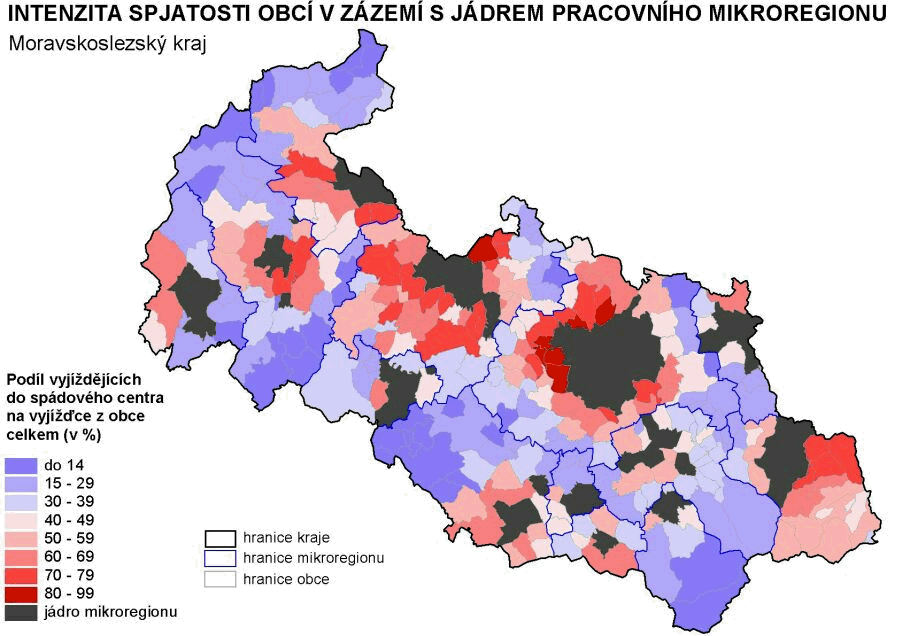 INTENZITA SPJATOSTI OBCÍ V ZÁZEMÍ S JÁDREM PRACOVNÍHO MIKROREGIONU
Moravskoslezský kraj
Podíl vyjíždějících
do spádového centra
na vyjížďce z obce
celkem (v %)
do 14
15 - 29
30 - 39
40 - 49
50 - 59
60 - 69
70 - 79
80 - 99
jádro mikroregionu
hranice kraje
hranice mikroregionu
hranice obce